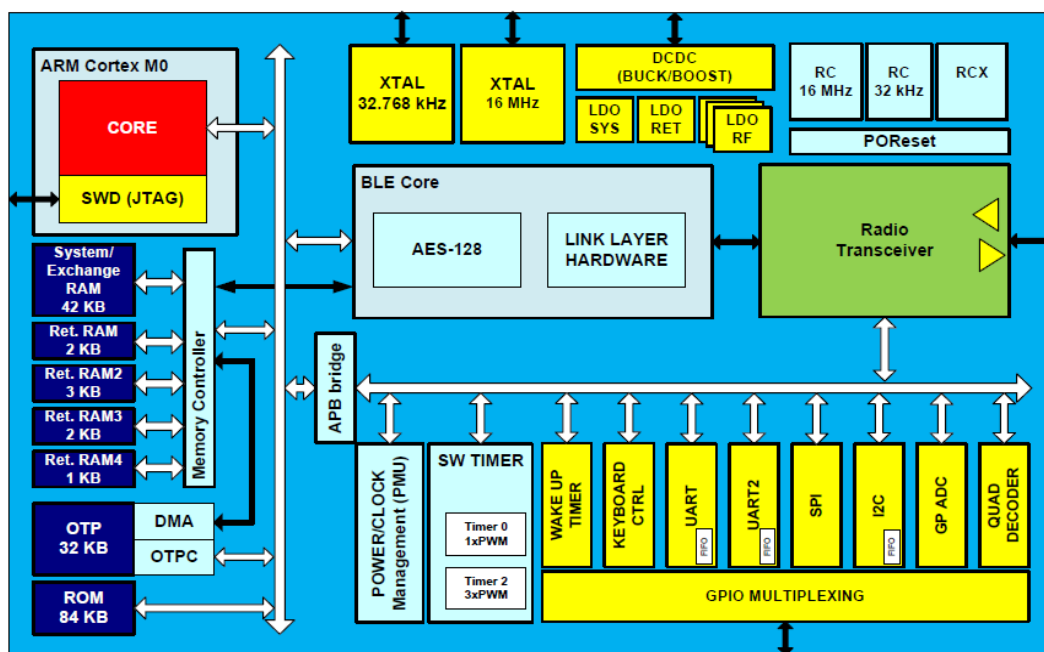 ARM Cortex M0
CORE
SWD (JTAG)
XTAL
32.768 kHz
XTAL
16 MHz
DCDC
(BUCK/BOOST)
LDO
SYS
LDO
RET
LDO
RF
RC
16 MHz
RC
32 kHz
RCX
POReset
BLE Core
AES-128
LINK LAYER
HARDWARE
Radio
Transceiver
System/
Exchange
RAM
42 KB
Ret. RAM
2 KB
Ret. RAM2
3 KB
Ret. RAM3
2 KB
Ret. RAM4
1 KB
Memory Controller
OTP
32 KB
DMA
OTPC
ROM
84 KB
APB bridge
POWER/CLOCK
Management (PMU)
SW TIMER
Timer 0
1xPWM
Timer 2
3xPWM
WAKE UP
TIMER
KEYBOARD
CTRL
UART
FIFO
UART2
FIFO
SPI
I2C
FIFO
GP ADC
QUAD
DECODER
GPIO MULTIPLEXING